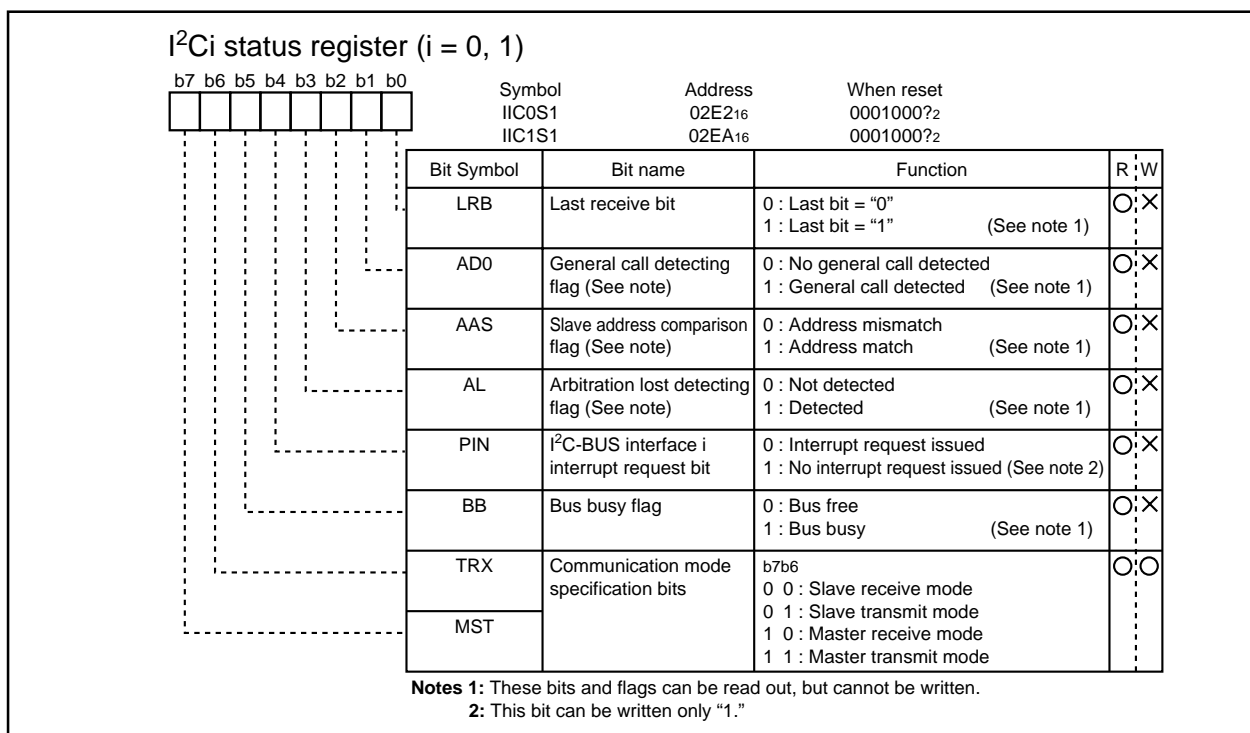 I²Ci status register (i = 0, 1)
b7 b6 b5 b4 b3 b2 b1 b0
Symbol Address When reset
IIC0S1 02E2₁₆ 0001000?₂
IIC1S1 02EA₁₆ 0001000?₂
Bit Symbol Bit name Function R W
LRB Last receive bit 0 : Last bit = “0” ○ ×
1 : Last bit = “1” (See note 1)
AD0 General call detecting 0 : No general call detected ○ ×
flag (See note) 1 : General call detected (See note 1)
AAS Slave address comparison 0 : Address mismatch ○ ×
flag (See note) 1 : Address match (See note 1)
AL Arbitration lost detecting 0 : Not detected ○ ×
flag (See note) 1 : Detected (See note 1)
PIN I²C-BUS interface i 0 : Interrupt request issued ○ ×
interrupt request bit 1 : No interrupt request issued (See note 2)
BB Bus busy flag 0 : Bus free ○ ×
1 : Bus busy (See note 1)
TRX Communication mode b7b6 ○ ○
specification bits 0 0 : Slave receive mode
0 1 : Slave transmit mode
MST 1 0 : Master receive mode
1 1 : Master transmit mode
Notes 1: These bits and flags can be read out, but cannot be written.
2: This bit can be written only “1.”